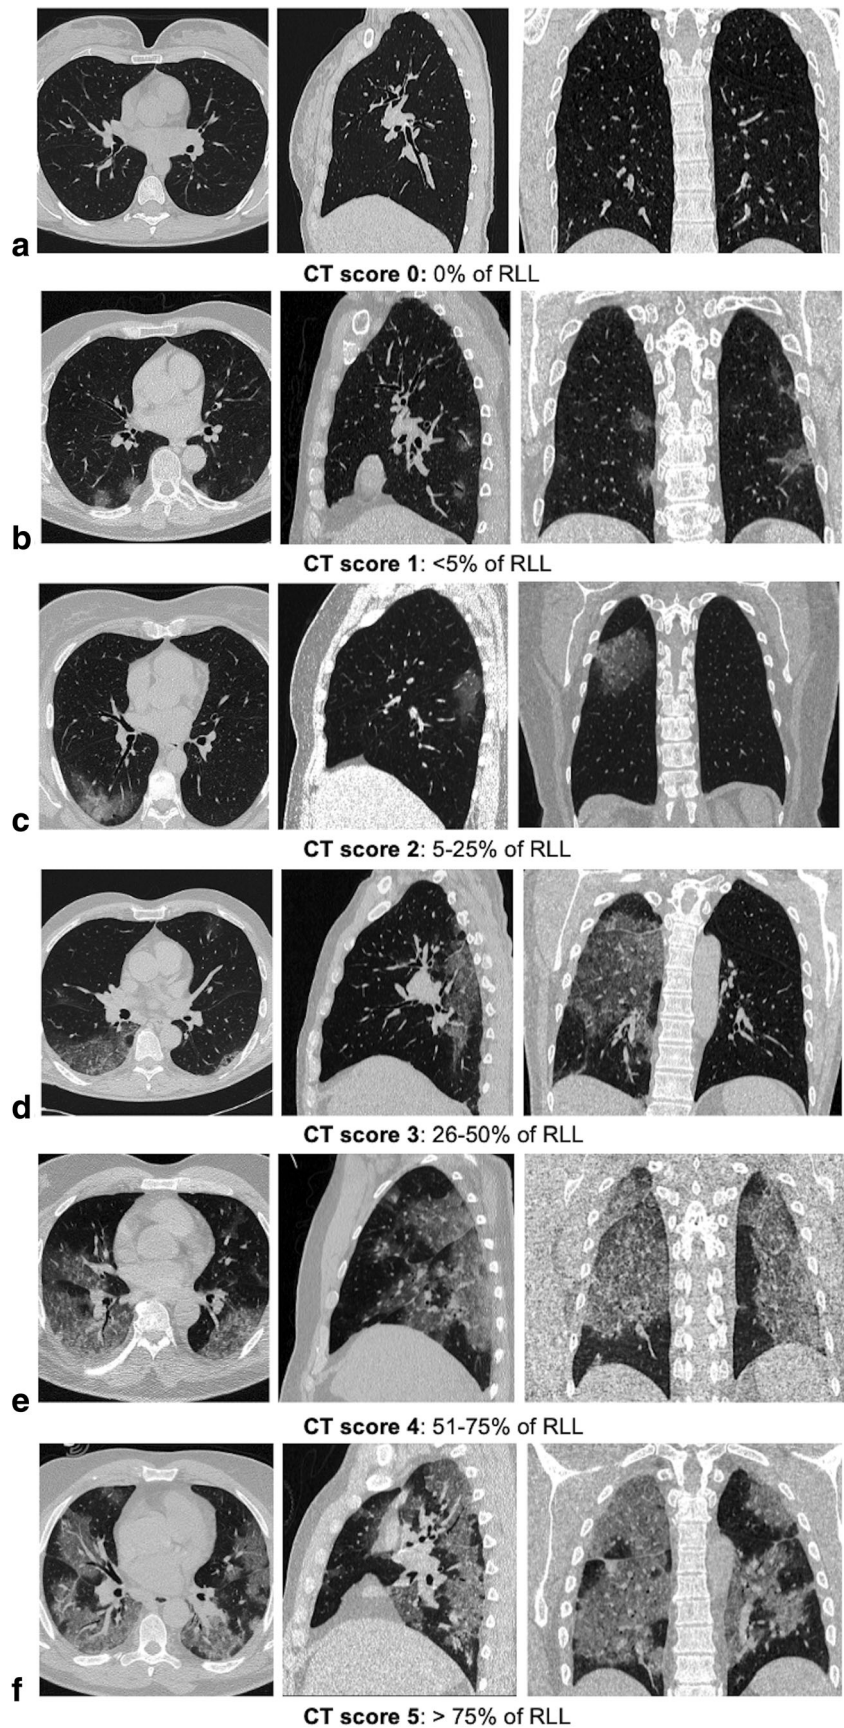 a
CT score 0: 0% of RLL
b
CT score 1: <5% of RLL
c
CT score 2: 5-25% of RLL
d
CT score 3: 26-50% of RLL
e
CT score 4: 51-75% of RLL
f
CT score 5: > 75% of RLL